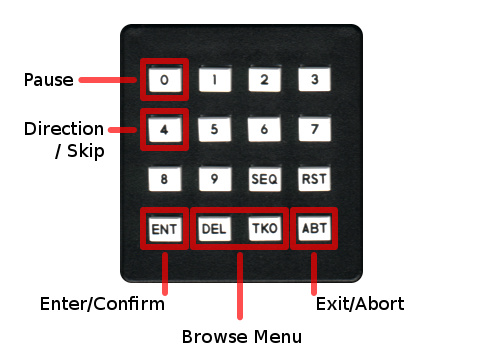 Pause
0 1 2 3
Direction
/ Skip
4 5 6 7
8 9 SEQ RST
ENT DEL TKO ABT
Enter/Confirm
Exit/Abort
Browse Menu